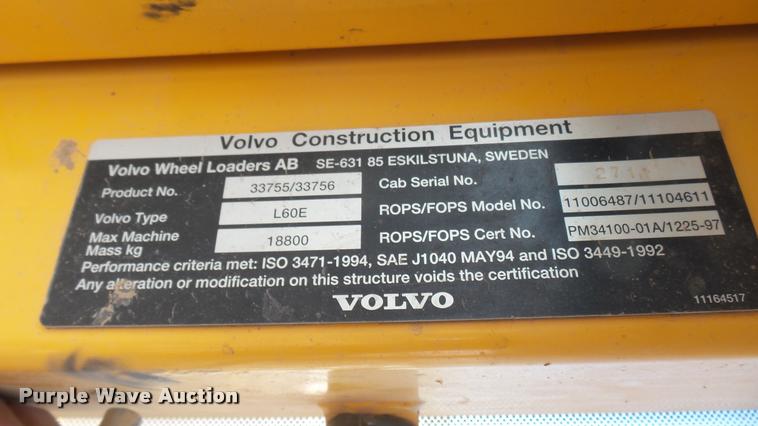 Volvo Construction Equipment
Volvo Wheel Loaders AB SE-631 85 ESKILSTUNA, SWEDEN
Product No. 33755/33756 Cab Serial No.
Volvo Type L60E ROPS/FOPS Model No. 11006487/11104611
Max Machine Mass kg 18800 ROPS/FOPS Cert No. PM34100-01A/1225-97
Performance criteria met: ISO 3471-1994, SAE J1040 MAY94 and ISO 3449-1992
Any alteration or modification on this structure voids the certification
VOLVO
11164517
Purple Wave Auction